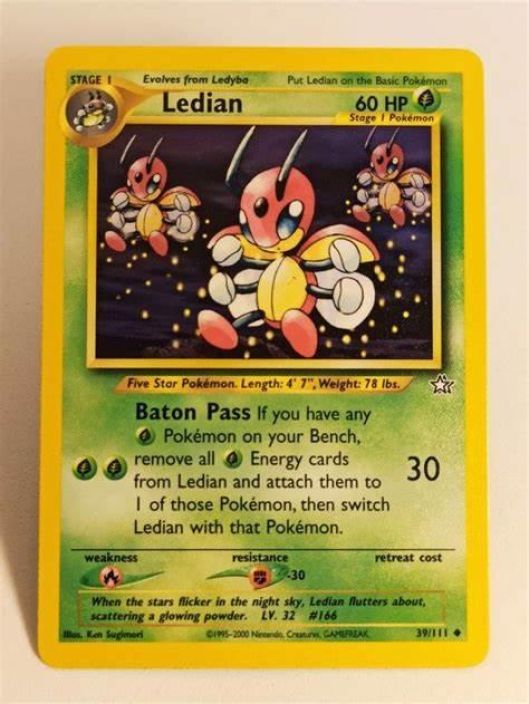 STAGE 1 Evolves from Ledyba Put Ledian on the Basic Pokémon
Ledian 60 HP
Stage 1 Pokémon
Five Star Pokémon. Length: 4' 7", Weight: 78 lbs.
Baton Pass If you have any
Pokémon on your Bench,
remove all Energy cards
from Ledian and attach them to
1 of those Pokémon, then switch
Ledian with that Pokémon.
30
weakness resistance retreat cost
-30
When the stars flicker in the night sky, Ledian flutters about,
scattering a glowing powder. LV. 32 #166
Illus. Ken Sugimori ©1995-2000 Nintendo, Creatures, GAMEFREAK. 39/111